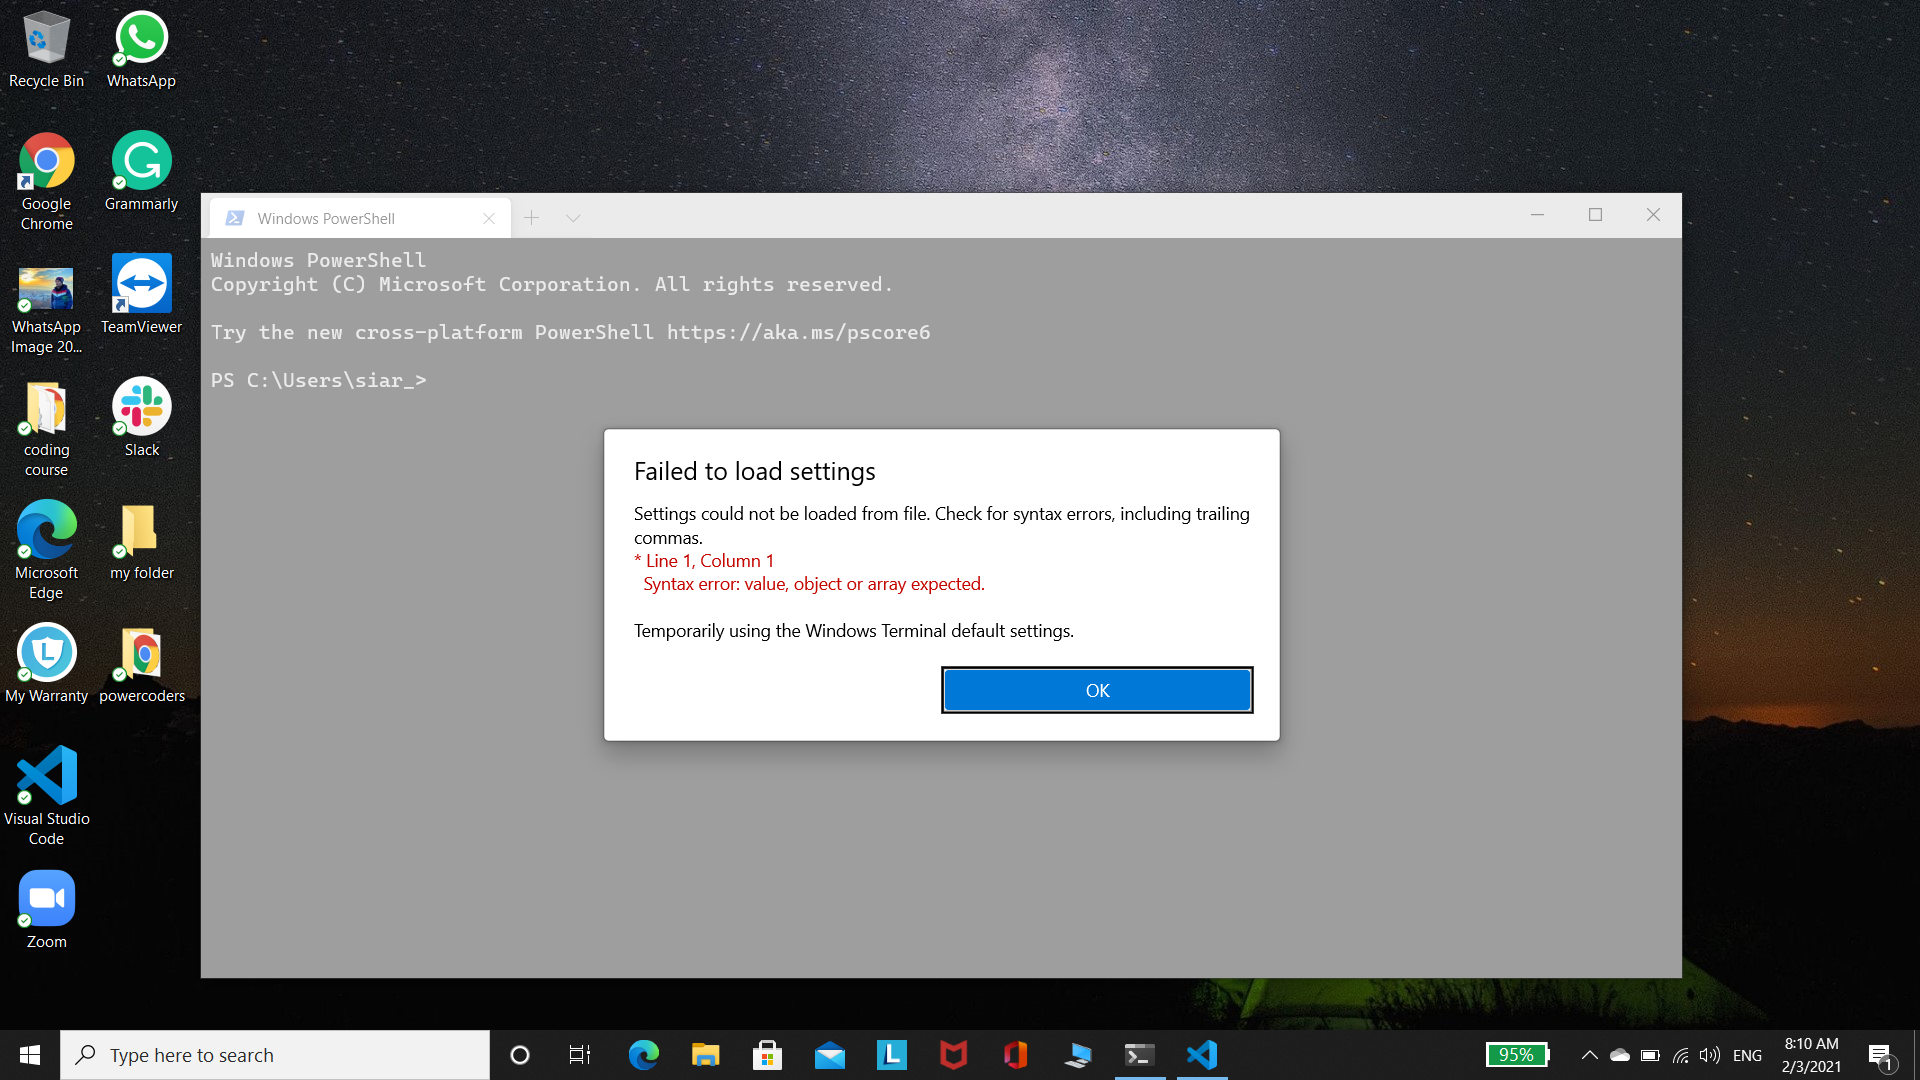 Recycle Bin
WhatsApp
Google
Chrome
Grammarly
WhatsApp
Image 20...
TeamViewer
coding
course
Slack
Microsoft
Edge
my folder
My Warranty
powercoders
Visual Studio
Code
Zoom
Windows PowerShell
Windows PowerShell
Copyright (C) Microsoft Corporation. All rights reserved.
Try the new cross-platform PowerShell https://aka.ms/pscore6
PS C:\Users\siar_>
Failed to load settings
Settings could not be loaded from file. Check for syntax errors, including trailing
commas.
* Line 1, Column 1
Syntax error: value, object or array expected.
Temporarily using the Windows Terminal default settings.
OK
Type here to search
95%
ENG
8:10 AM
2/3/2021
1